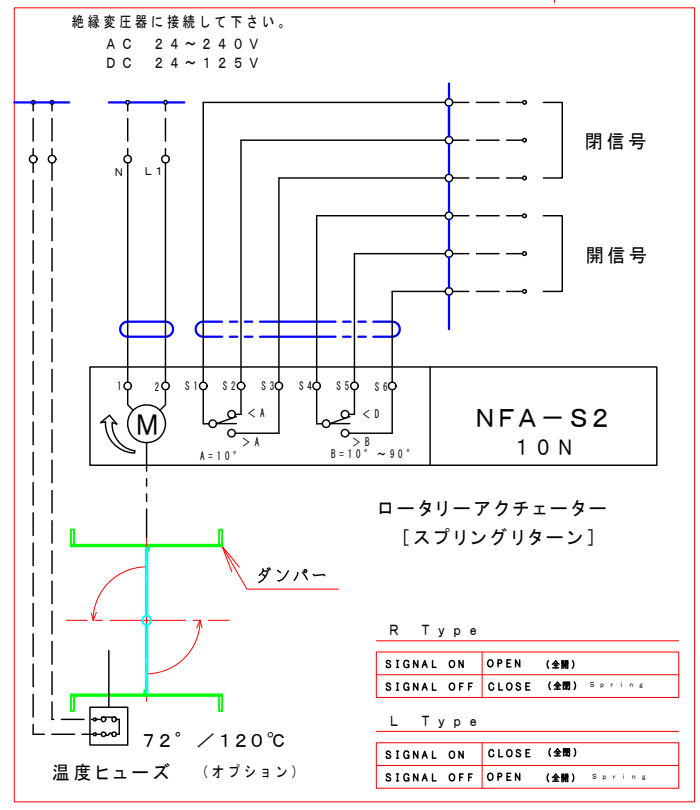 絶縁変圧器に接続して下さい。
AC 24~240V
DC 24~125V
閉信号
N L1
開信号
1 2 S1 S2 S3 S4 S5 S6
M
<A
>A
A=10°
<D
>B
B=10° ~90°
NFA-S2
10N
ロータリーアクチェーター
[スプリングリターン]
ダンパー
R Type
SIGNAL ON OPEN (全開)
SIGNAL OFF CLOSE (全閉) Spring
L Type
SIGNAL ON CLOSE (全閉)
SIGNAL OFF OPEN (全開) Spring
72° /120℃
温度ヒューズ (オプション)